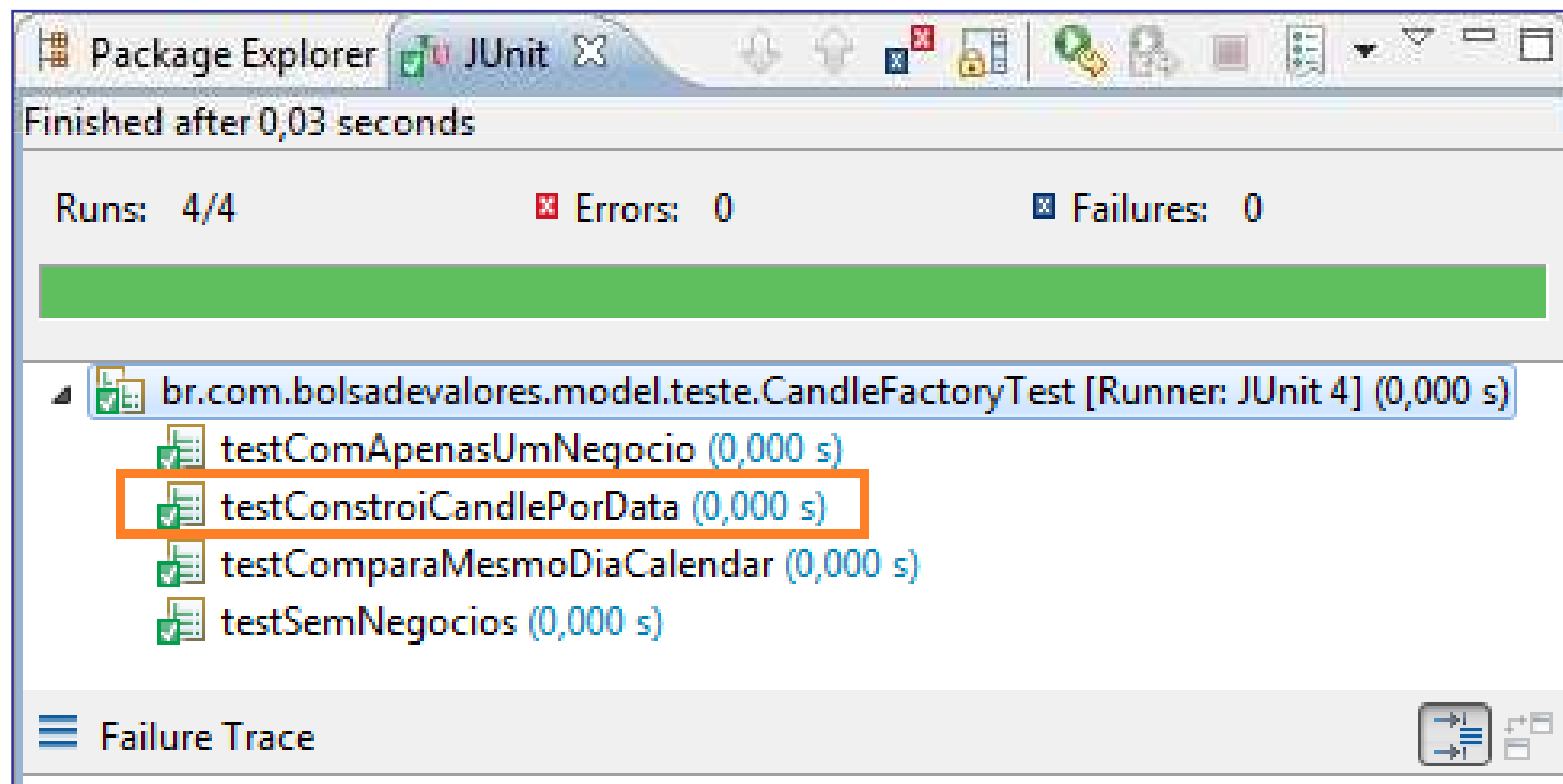 Package Explorer JUnit
Finished after 0,03 seconds
Runs: 4/4 Errors: 0 Failures: 0
br.com.bolsadevalores.model.teste.CandleFactoryTest [Runner: JUnit 4] (0,000 s)
testComApenasUmNegocio (0,000 s)
testConstroiCandlePorData (0,000 s)
testComparaMesmoDiaCalendar (0,000 s)
testSemNegocios (0,000 s)
Failure Trace